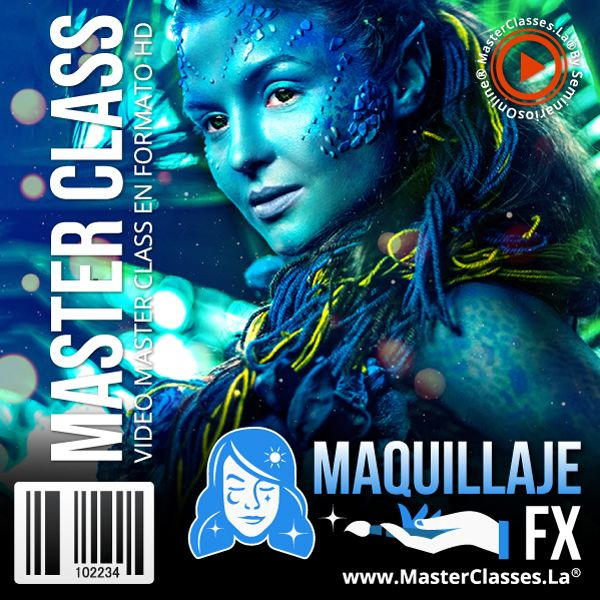 MASTER CLASS
VIDEO MASTER CLASS EN FORMATO HD
MasterClasses.La® By SeminariosOnline®
MAQUILLAJE
FX
102234
www.MasterClasses.La®